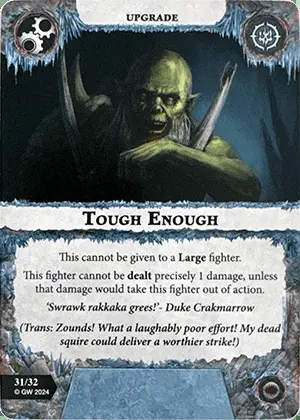 UPGRADE
TOUGH ENOUGH
This cannot be given to a Large fighter.
This fighter cannot be dealt precisely 1 damage, unless
that damage would take this fighter out of action.
‘Swrawk rakkaka grees!’- Duke Crakmarrow
(Trans: Zounds! What a laughably poor effort! My dead
squire could deliver a worthier strike!)
31/32
© GW 2024